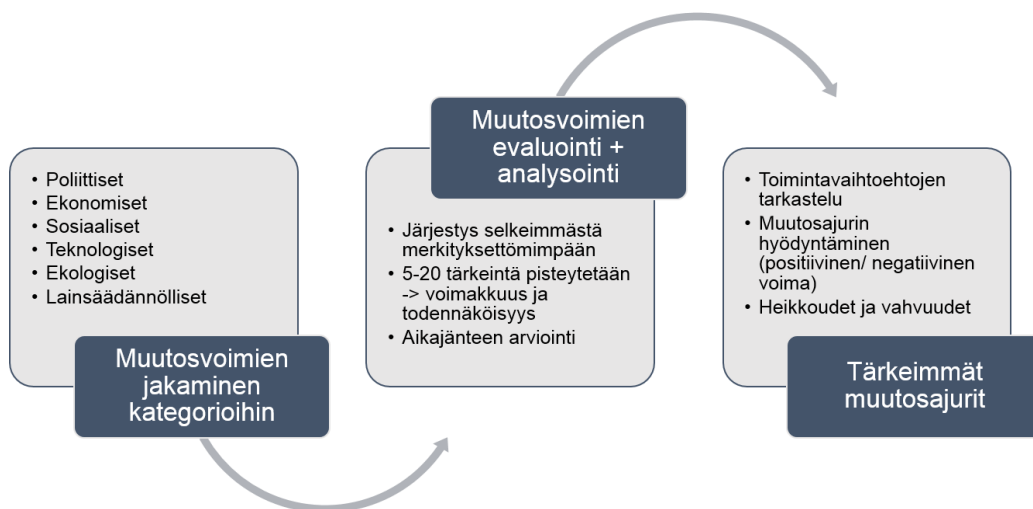 • Poliittiset
• Ekonomiset
• Sosiaaliset
• Teknologiset
• Ekologiset
• Lainsäädännölliset
Muutosvoimien
jakaminen
kategorioihin
Muutosvoimien
evaluointi +
analysointi
• Järjestys selkeimmästä
merkityksettömimpään
• 5-20 tärkeintä pisteytetään
-> voimakkuus ja
todennäköisyys
• Aikajänteen arviointi
• Toimintavaihtoehtojen
tarkastelu
• Muutosajurin
hyödyntäminen
(positiivinen/ negatiivinen
voima)
• Heikkoudet ja vahvuudet
Tärkeimmät
muutosajurit